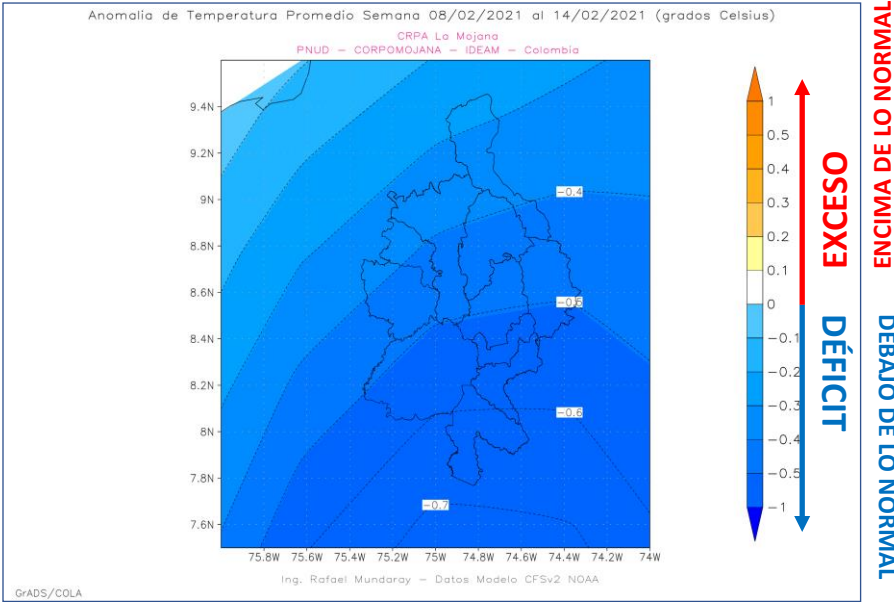 Anomalia de Temperatura Promedio Semana 08/02/2021 al 14/02/2021 (grados Celsius)
CRPA La Mojana
PNUD – CORPOMOJANA – IDEAM – Colombia
9.4N
9.2N
9N
8.8N
8.6N
8.4N
8.2N
8N
7.8N
7.6N
-0.4
-0.5
-0.6
-0.7
75.8W 75.6W 75.4W 75.2W 75W 74.8W 74.6W 74.4W 74.2W 74W
1
0.5
0.4
0.3
0.2
0.1
0
-0.1
-0.2
-0.3
-0.4
-0.5
-1
EXCESO
DÉFICIT
ENCIMA DE LO NORMAL
DEBAJO DE LO NORMAL
Ing. Rafael Mundaray – Datos Modelo CFSv2 NOAA
GrADS/COLA